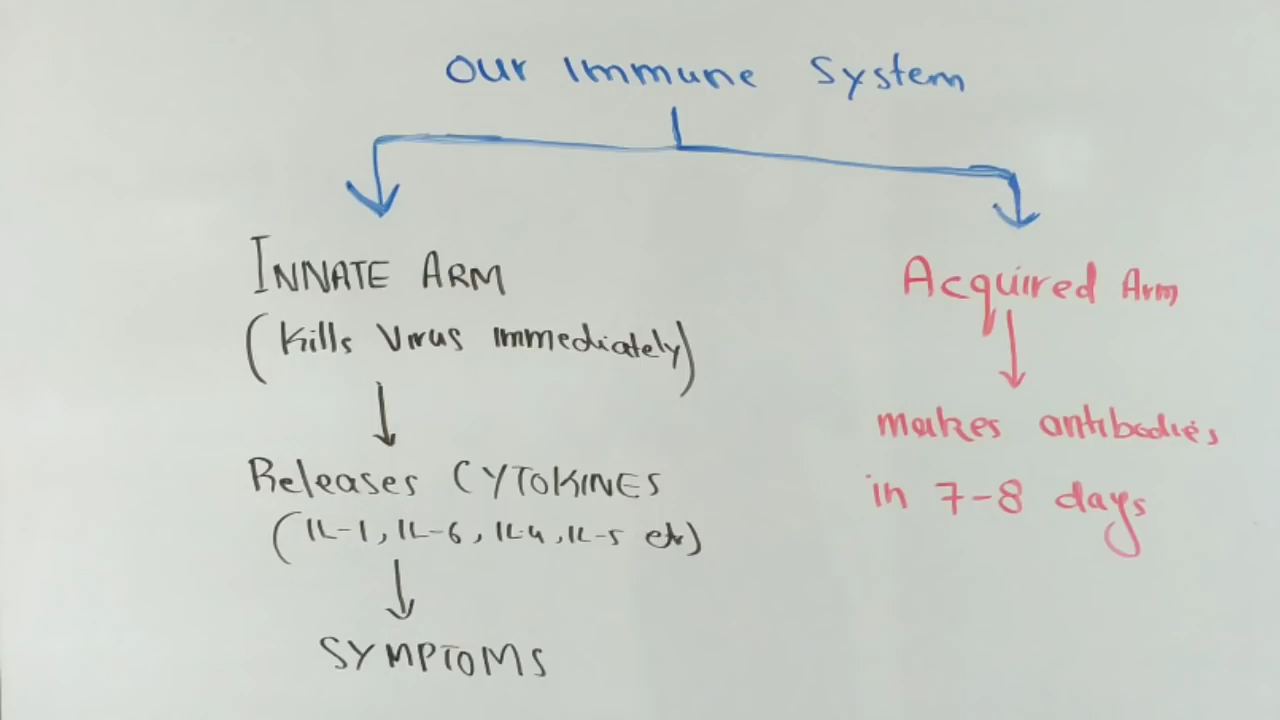 Our Immune System
INNATE ARM
(Kills Virus Immediately)
Releases CYTOKINES
(IL-1, IL-6, IL-4, IL-5 etc)
SYMPTOMS
Acquired Arm
makes antibodies
in 7-8 days